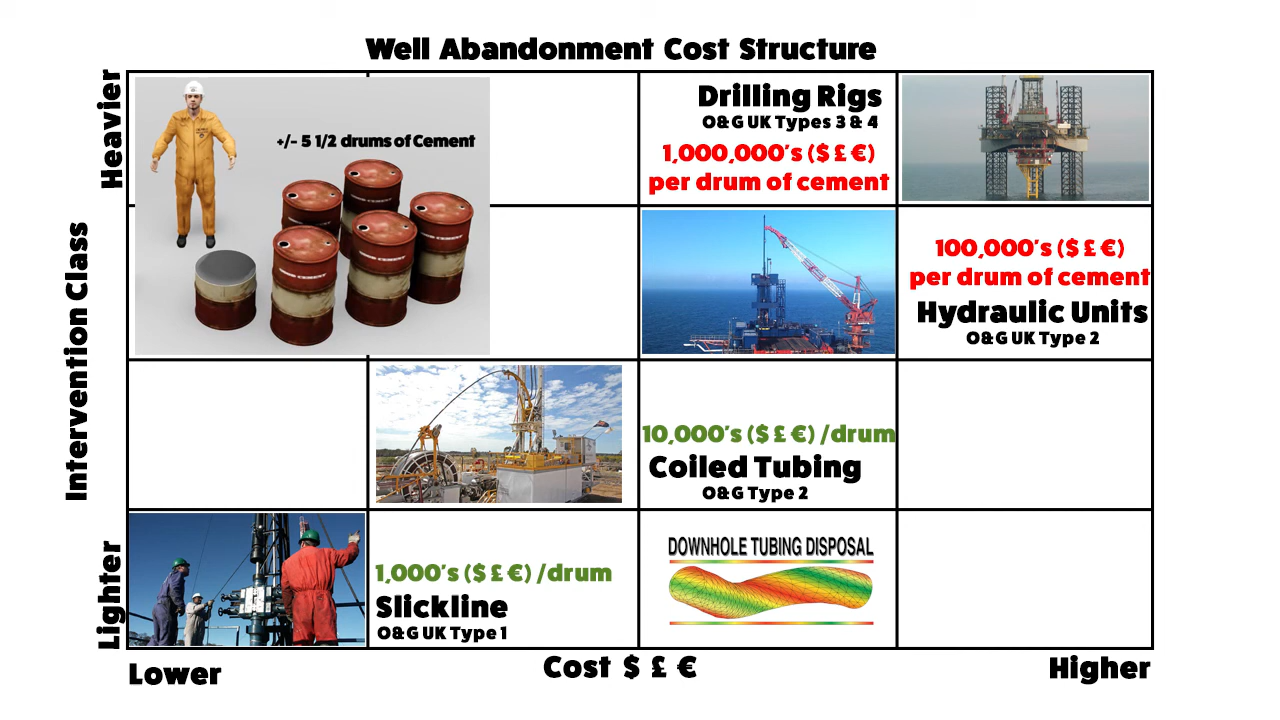 Well Abandonment Cost Structure
Heavier
Intervention Class
Lighter
+/- 5 1/2 drums of Cement
Drilling Rigs
O&G UK Types 3 & 4
1,000,000's ($ £ €)
per drum of cement
100,000's ($ £ €)
per drum of cement
Hydraulic Units
O&G UK Type 2
10,000's ($ £ €) /drum
Coiled Tubing
O&G Type 2
1,000's ($ £ €) /drum
Slickline
O&G UK Type 1
DOWNHOLE TUBING DISPOSAL
Lower
Cost $ £ €
Higher